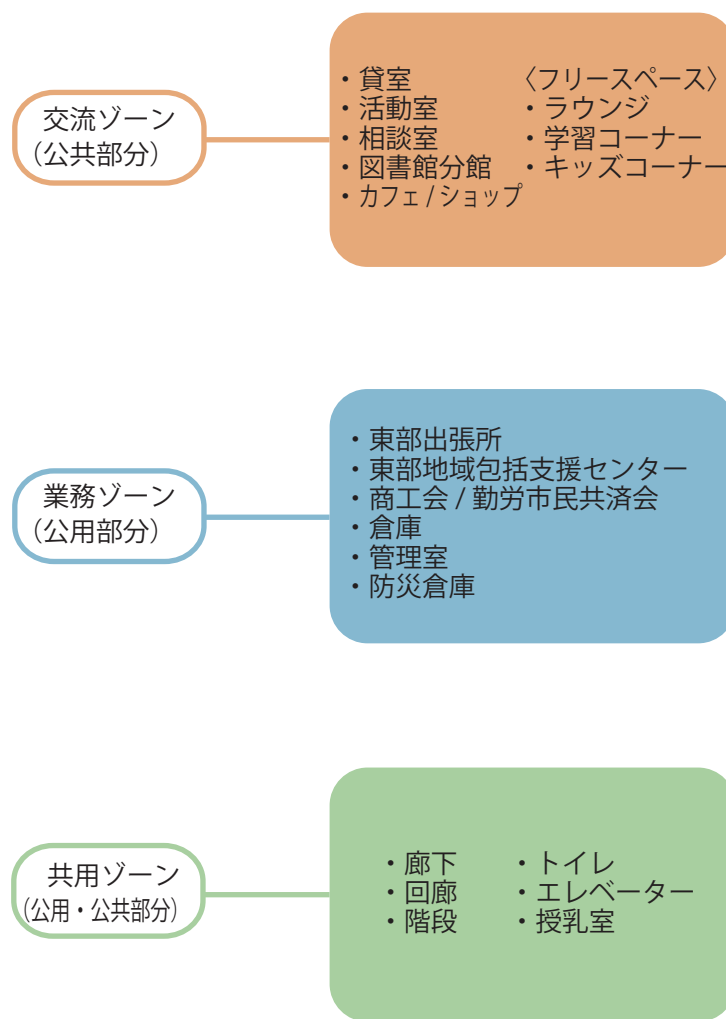 交流ゾーン
（公共部分）
・貸室
・活動室
・相談室
・図書館分館
・カフェ / ショップ
〈フリースペース〉
・ラウンジ
・学習コーナー
・キッズコーナー
業務ゾーン
（公用部分）
・東部出張所
・東部地域包括支援センター
・商工会 / 勤労市民共済会
・倉庫
・管理室
・防災倉庫
共用ゾーン
（公用・公共部分）
・廊下
・回廊
・階段
・トイレ
・エレベーター
・授乳室